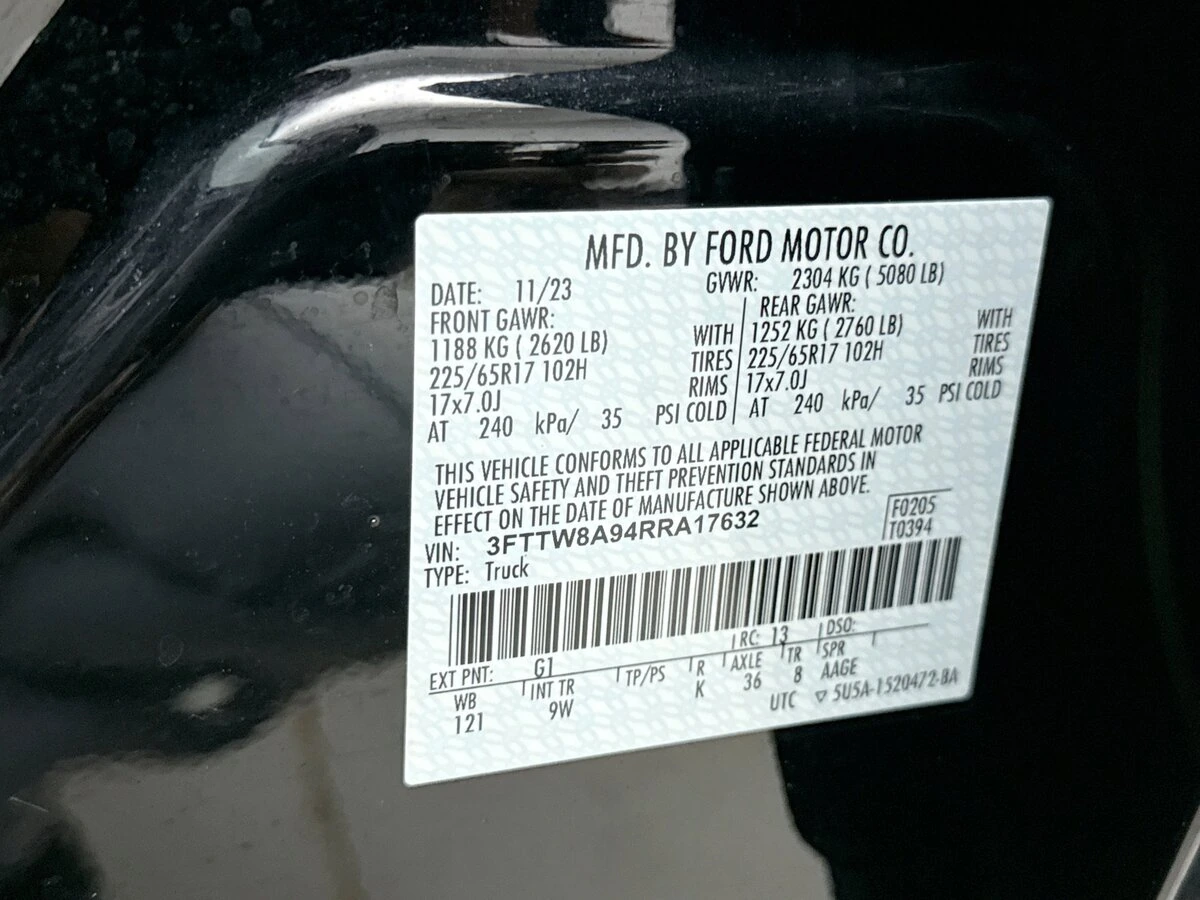 MFD. BY FORD MOTOR CO.
DATE: 11/23 GVWR: 2304 KG ( 5080 LB)
FRONT GAWR: REAR GAWR:
1188 KG ( 2620 LB) WITH 1252 KG ( 2760 LB) WITH
225/65R17 102H TIRES 225/65R17 102H TIRES
17x7.0J RIMS 17x7.0J RIMS
AT 240 kPa/ 35 PSI COLD AT 240 kPa/ 35 PSI COLD
THIS VEHICLE CONFORMS TO ALL APPLICABLE FEDERAL MOTOR
VEHICLE SAFETY AND THEFT PREVENTION STANDARDS IN
EFFECT ON THE DATE OF MANUFACTURE SHOWN ABOVE.
VIN: 3FTTW8A94RRA17632 F0205
TYPE: Truck T0394
EXT PNT: G1 RC: 13 DSO:
WB INT TR TP/PS R AXLE TR SPR
121 9W K 36 8 AAGE
UTC ▽ 5U5A-1520472-BA